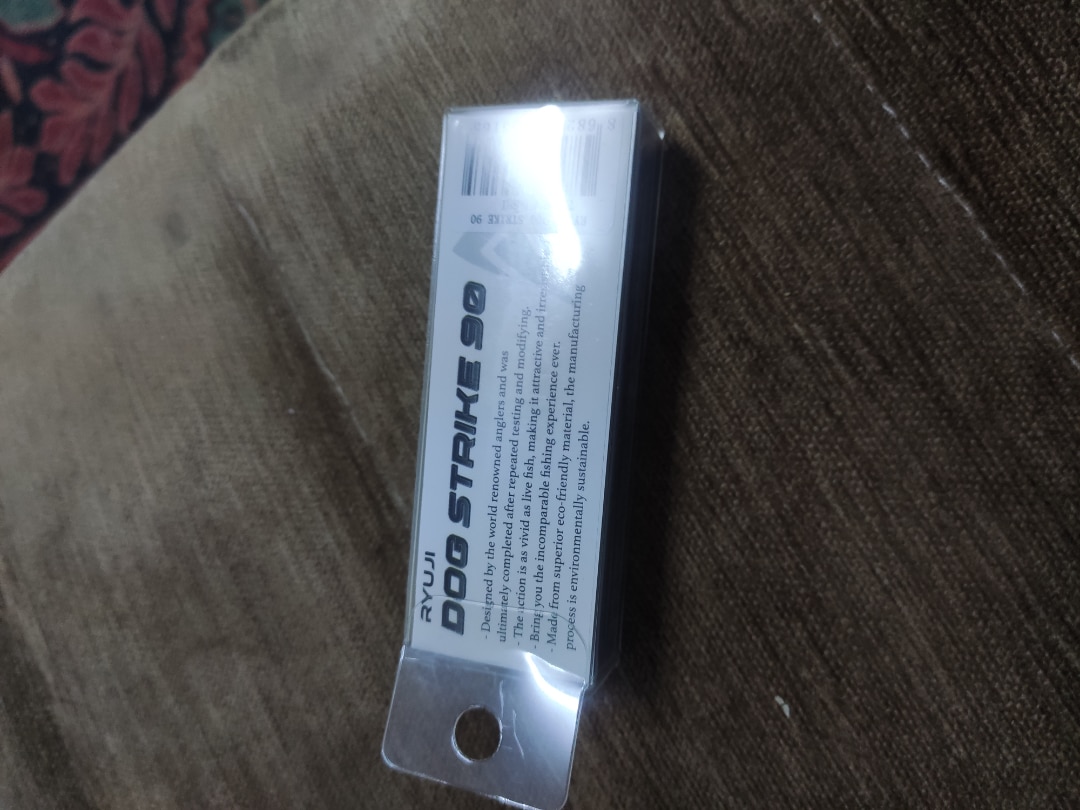 RYUJI
DOG STRIKE 90
- Designed by the world renowned anglers and was
ultimately completed after repeated testing and modifying.
- The action is as vivid as live fish, making it attractive and
- Bring you the incomparable fishing experience ever.
- Made from superior eco-friendly material, the manufacturing
process is environmentally sustainable.
STRIKE 90